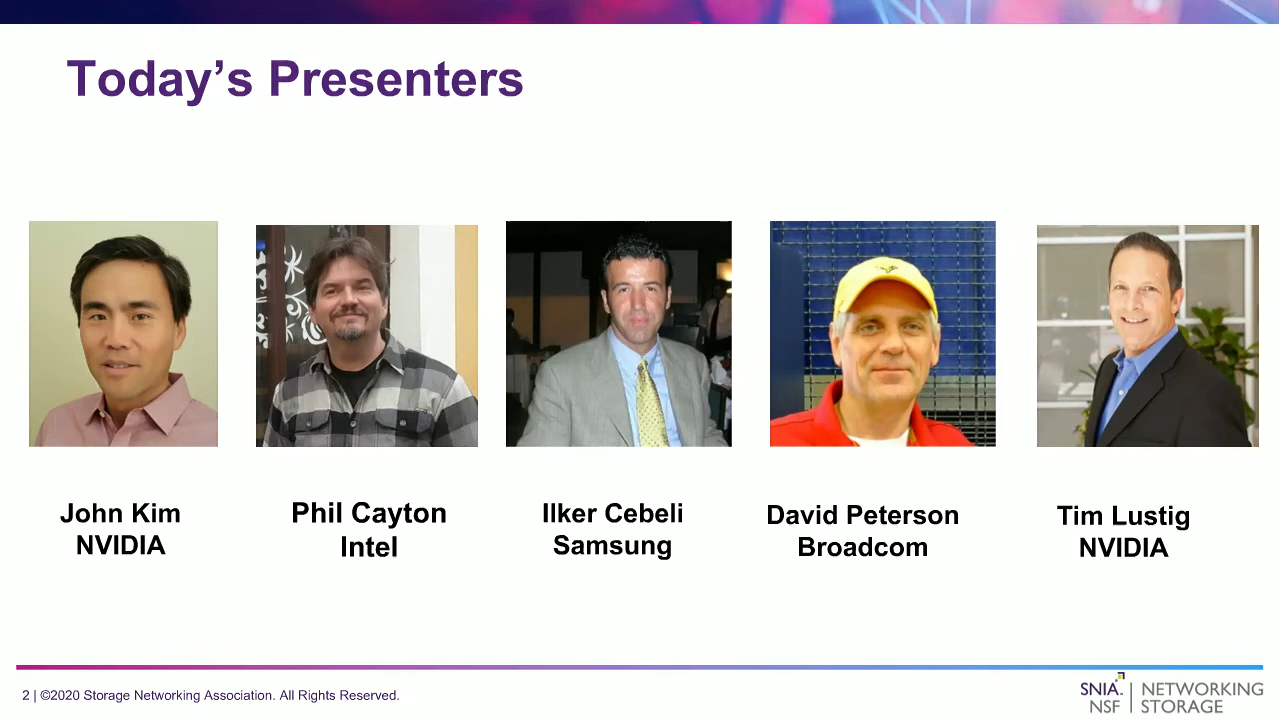 Today’s Presenters
John Kim
NVIDIA
Phil Cayton
Intel
Ilker Cebeli
Samsung
David Peterson
Broadcom
Tim Lustig
NVIDIA
2 | ©2020 Storage Networking Association. All Rights Reserved.
SNIA™ | NETWORKING
NSF | STORAGE